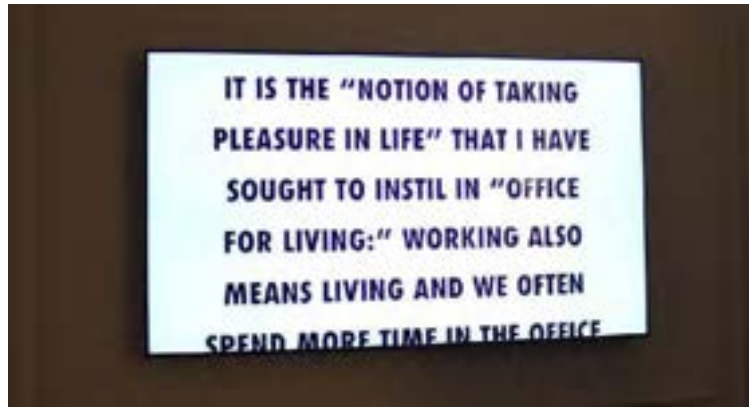 IT IS THE “NOTION OF TAKING
PLEASURE IN LIFE” THAT I HAVE
SOUGHT TO INSTIL IN “OFFICE
FOR LIVING:” WORKING ALSO
MEANS LIVING AND WE OFTEN
SPEND MORE TIME IN THE OFFICE